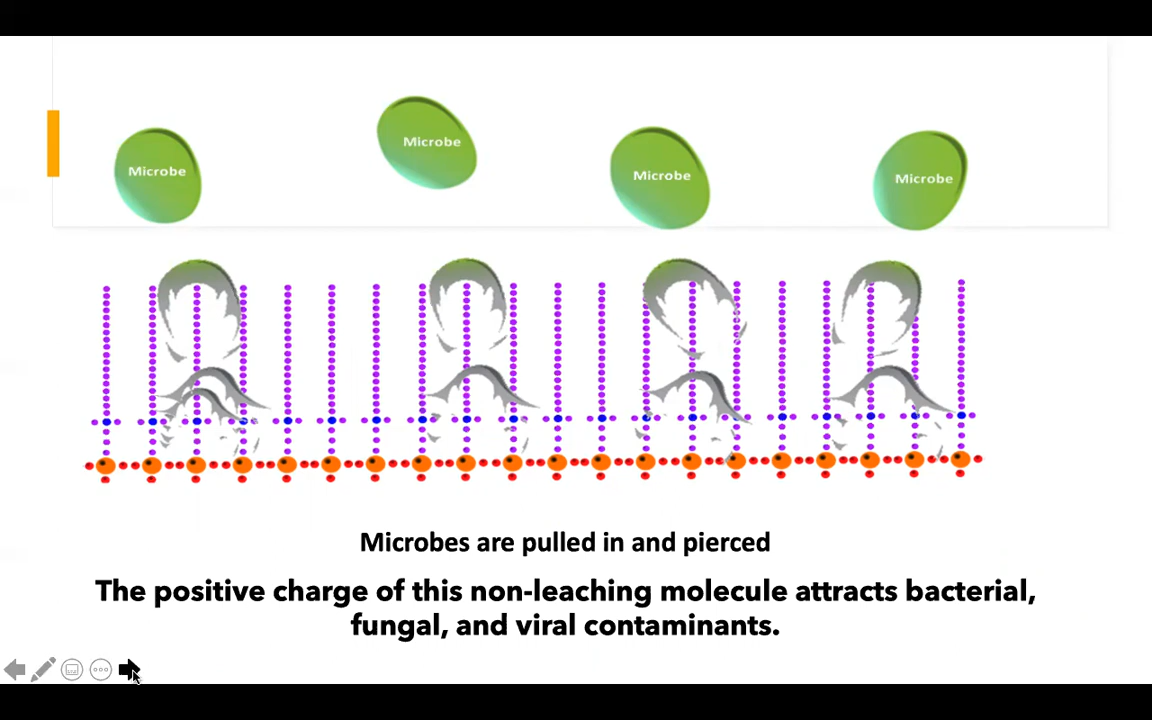 Microbe
Microbe
Microbe
Microbe
Microbes are pulled in and pierced
The positive charge of this non-leaching molecule attracts bacterial,
fungal, and viral contaminants.